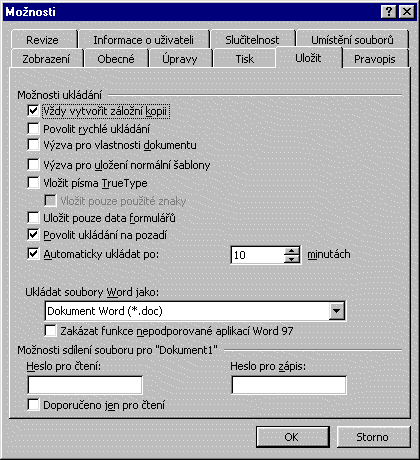 Možnosti
Revize Informace o uživateli Slučitelnost Umístění souborů
Zobrazení Obecné Úpravy Tisk Uložit Pravopis
Možnosti ukládání
Vždy vytvořit záložní kopii
Povolit rychlé ukládání
Výzva pro vlastnosti dokumentu
Výzva pro uložení normální šablony
Vložit písma TrueType
Vložit pouze použité znaky
Uložit pouze data formulářů
Povolit ukládání na pozadí
Automaticky ukládat po: 10 minutách
Ukládat soubory Word jako:
Dokument Word (*.doc)
Zakázat funkce nepodporované aplikací Word 97
Možnosti sdílení souboru pro "Dokument1"
Heslo pro čtení: Heslo pro zápis:
Doporučeno jen pro čtení
OK Storno